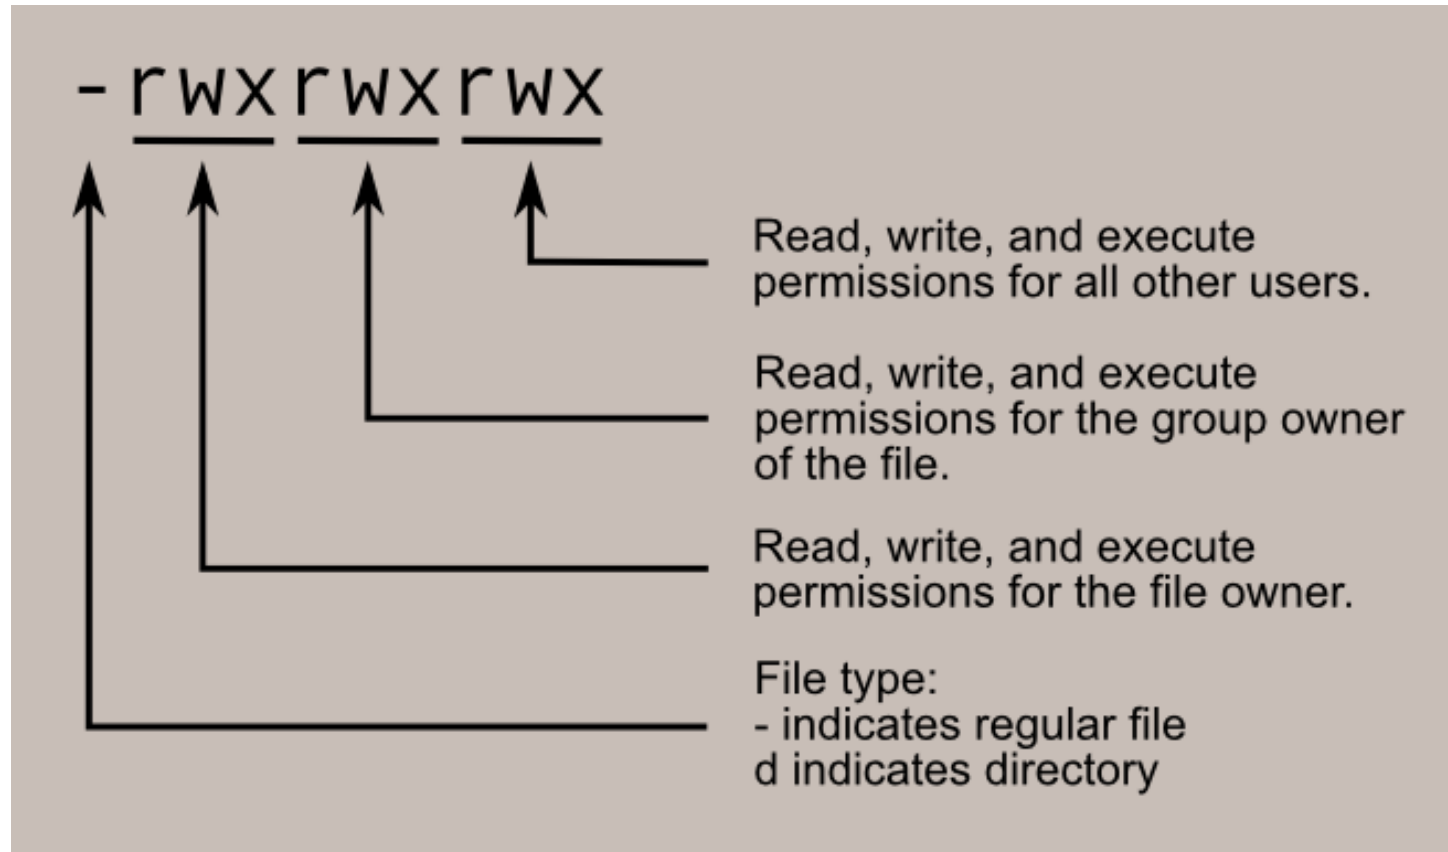 -rwxrwxrwx
Read, write, and execute
permissions for all other users.
Read, write, and execute
permissions for the group owner
of the file.
Read, write, and execute
permissions for the file owner.
File type:
- indicates regular file
d indicates directory